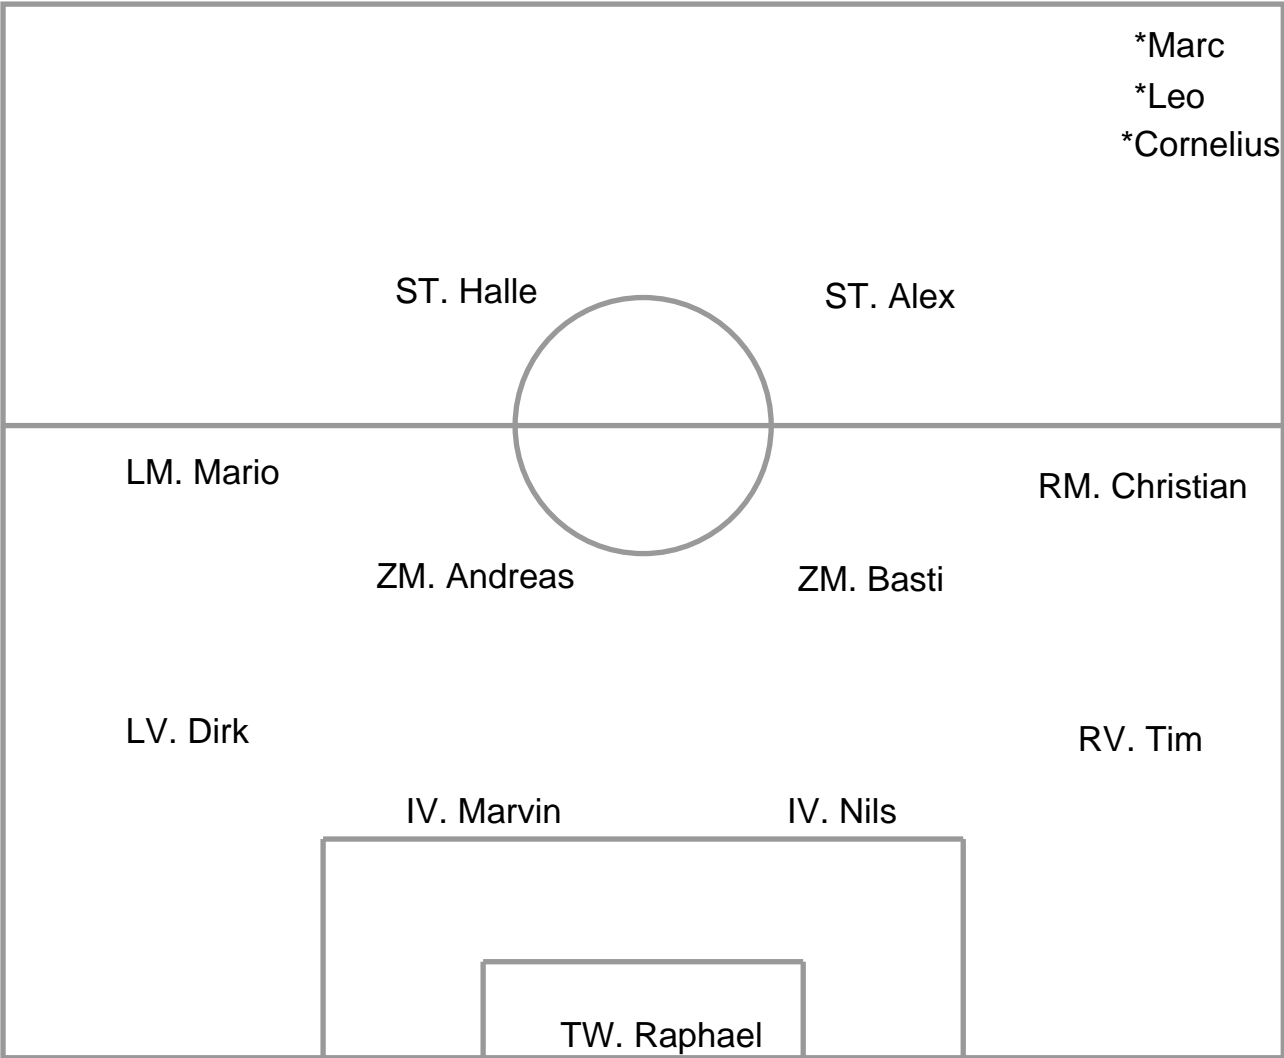 *Marc
*Leo
*Cornelius
ST. Halle
ST. Alex
LM. Mario
RM. Christian
ZM. Andreas
ZM. Basti
LV. Dirk
RV. Tim
IV. Marvin
IV. Nils
TW. Raphael